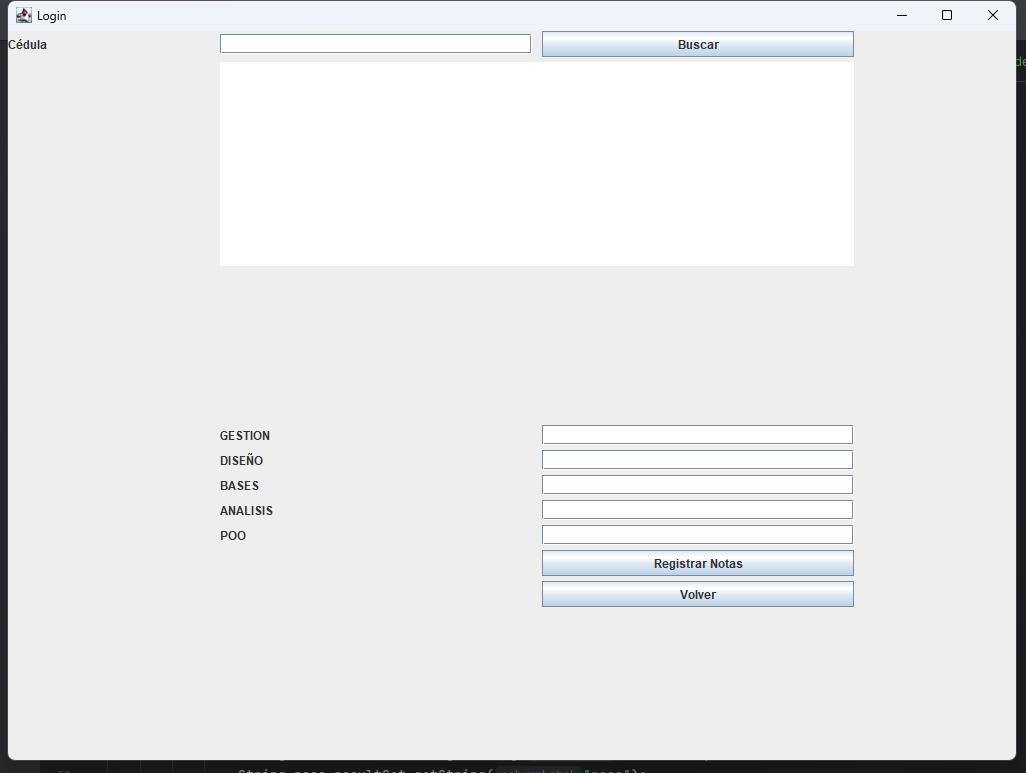 Login
Cédula
Buscar
GESTION
DISEÑO
BASES
ANALISIS
POO
Registrar Notas
Volver